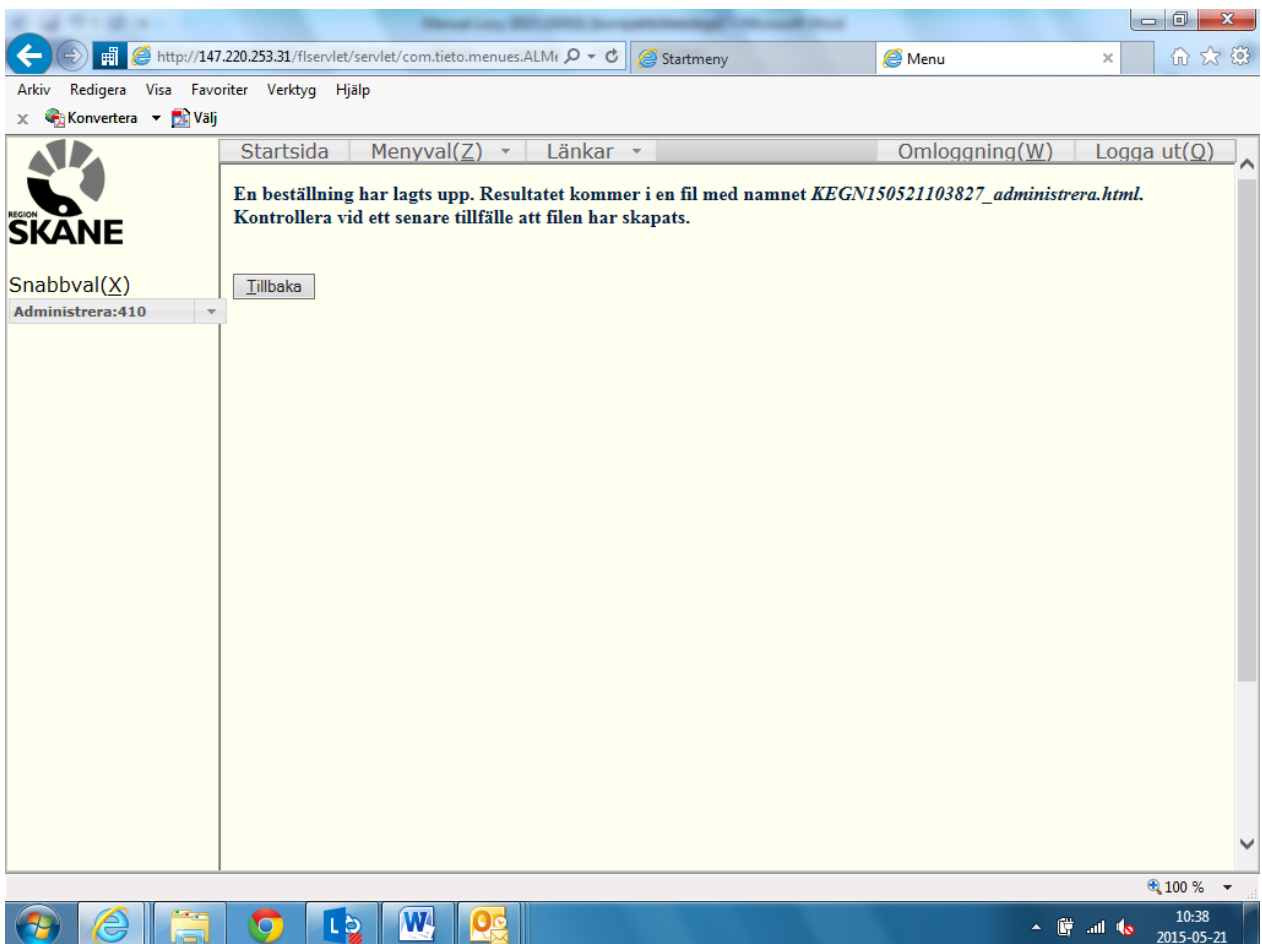 http://147.220.253.31/flservlet/servlet/com.tieto.menues.ALMe
Startmeny
Menu
Arkiv Redigera Visa Favoriter Verktyg Hjälp
x Konvertera Välj
REGION
SKÅNE
Startsida Menyval(Z) Länkar Omloggning(W) Logga ut(Q)
En beställning har lagts upp. Resultatet kommer i en fil med namnet KEGN150521103827_administrera.html.
Kontrollera vid ett senare tillfälle att filen har skapats.
Snabbval(X)
Administrera:410
Tillbaka
100 %
10:38
2015-05-21